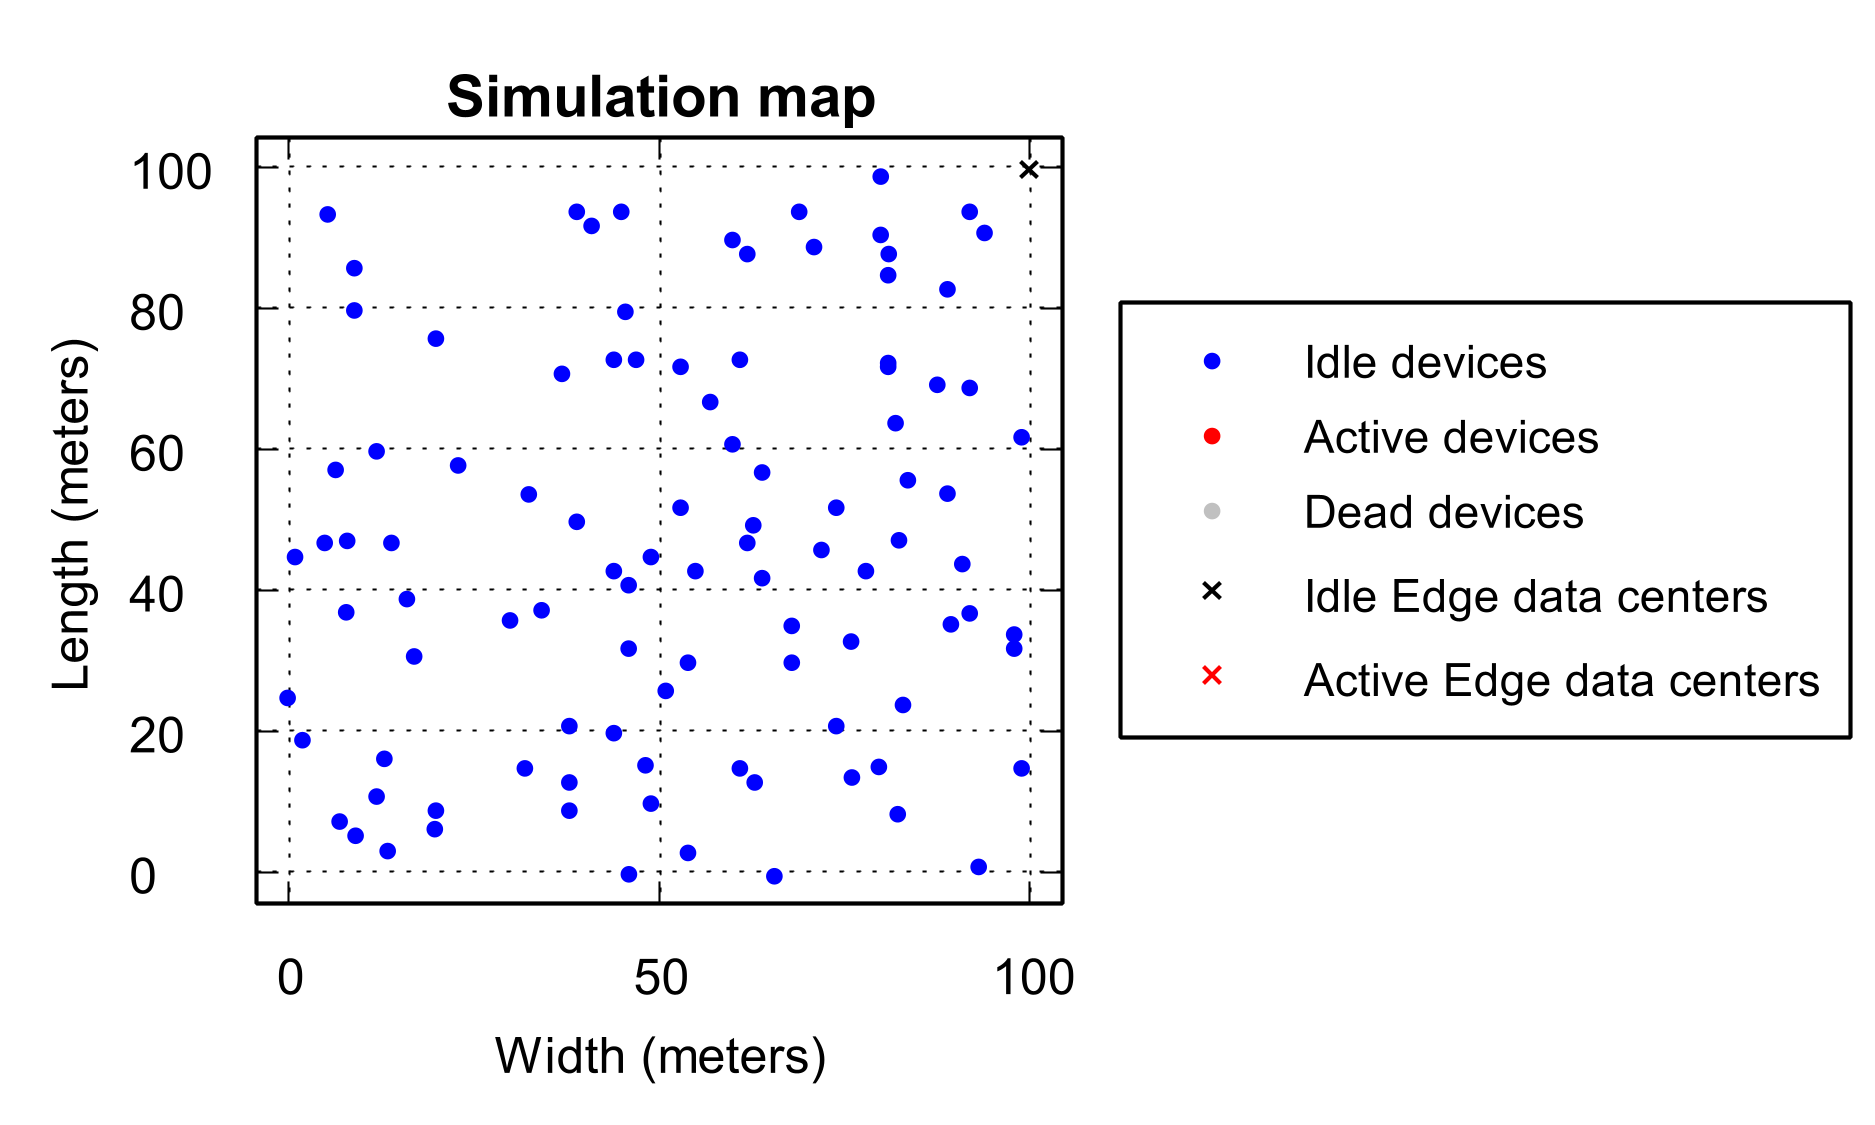 Simulation map
100
80
60
40
20
0
Length (meters)
0 50 100
Width (meters)
Idle devices
Active devices
Dead devices
Idle Edge data centers
Active Edge data centers